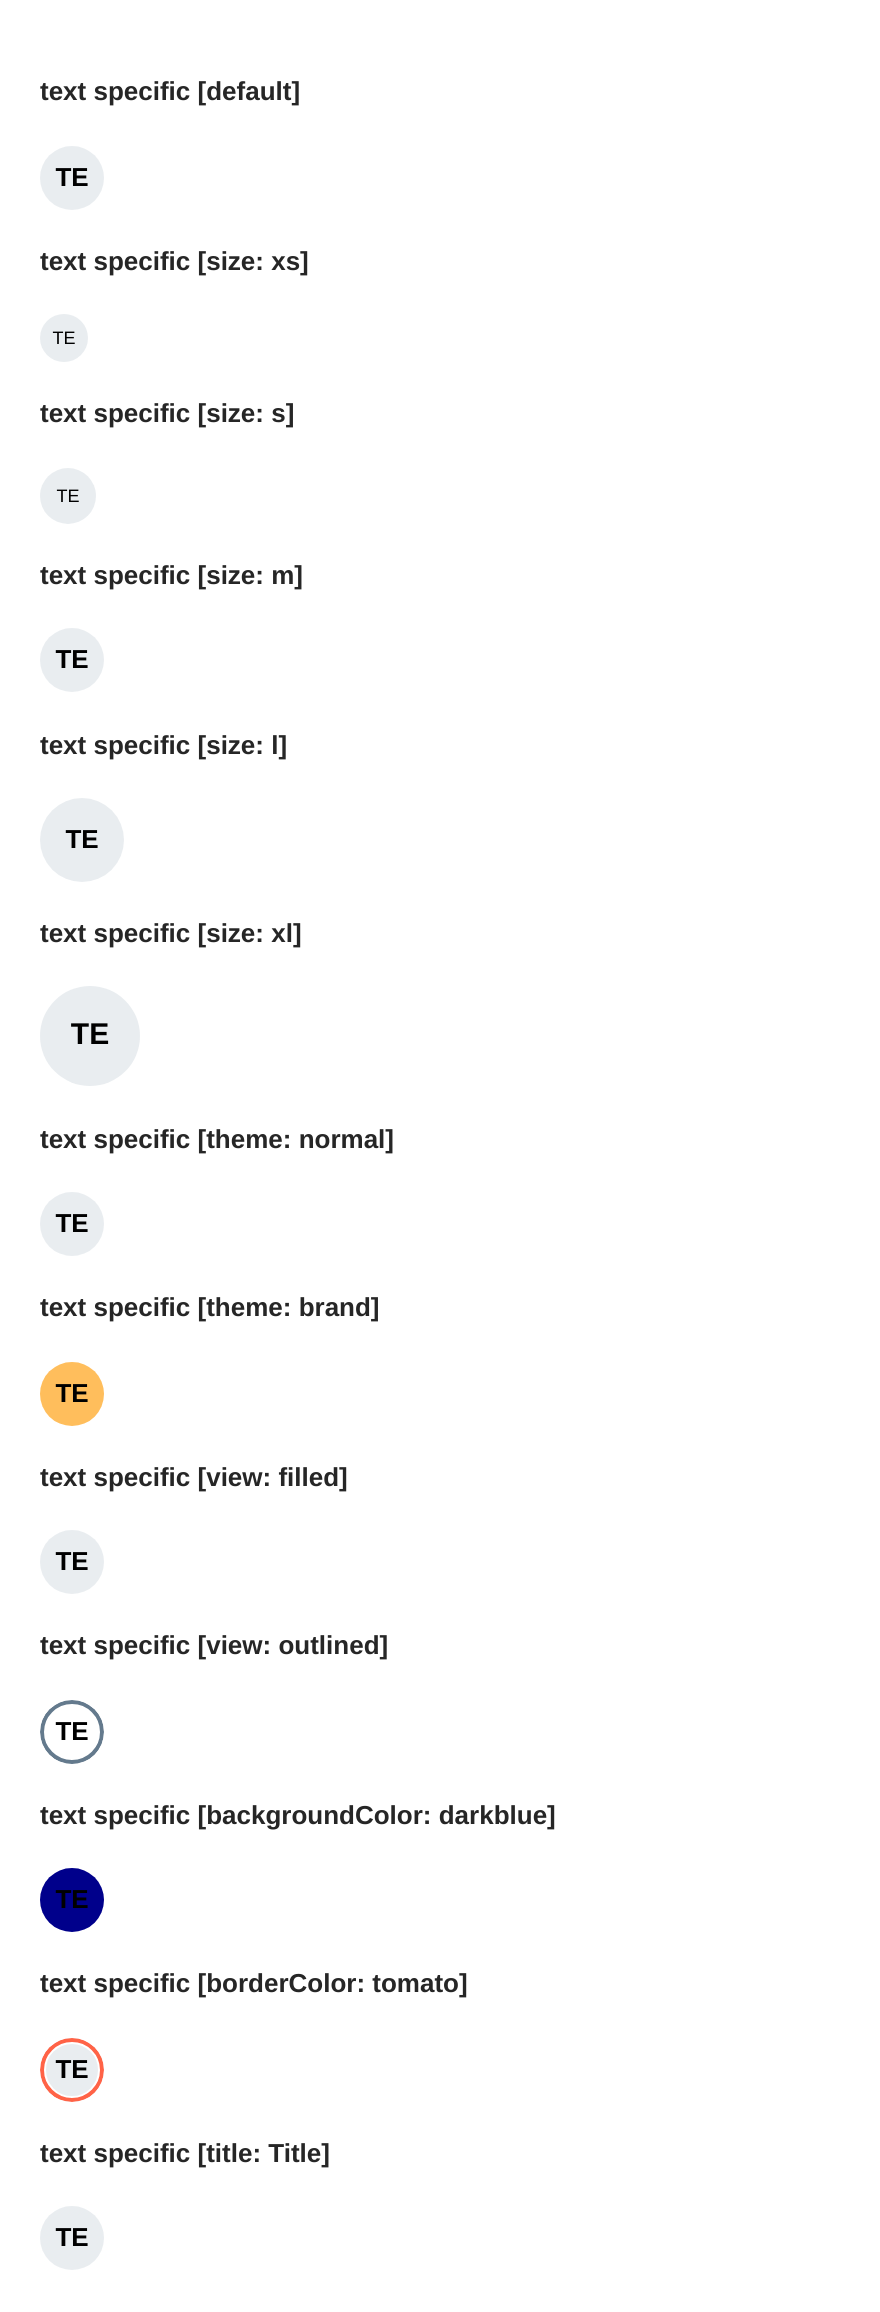 text specific [default]
TE
text specific [size: xs]
TE
text specific [size: s]
TE
text specific [size: m]
TE
text specific [size: l]
TE
text specific [size: xl]
TE
text specific [theme: normal]
TE
text specific [theme: brand]
TE
text specific [view: filled]
TE
text specific [view: outlined]
TE
text specific [backgroundColor: darkblue]
TE
text specific [borderColor: tomato]
TE
text specific [title: Title]
TE